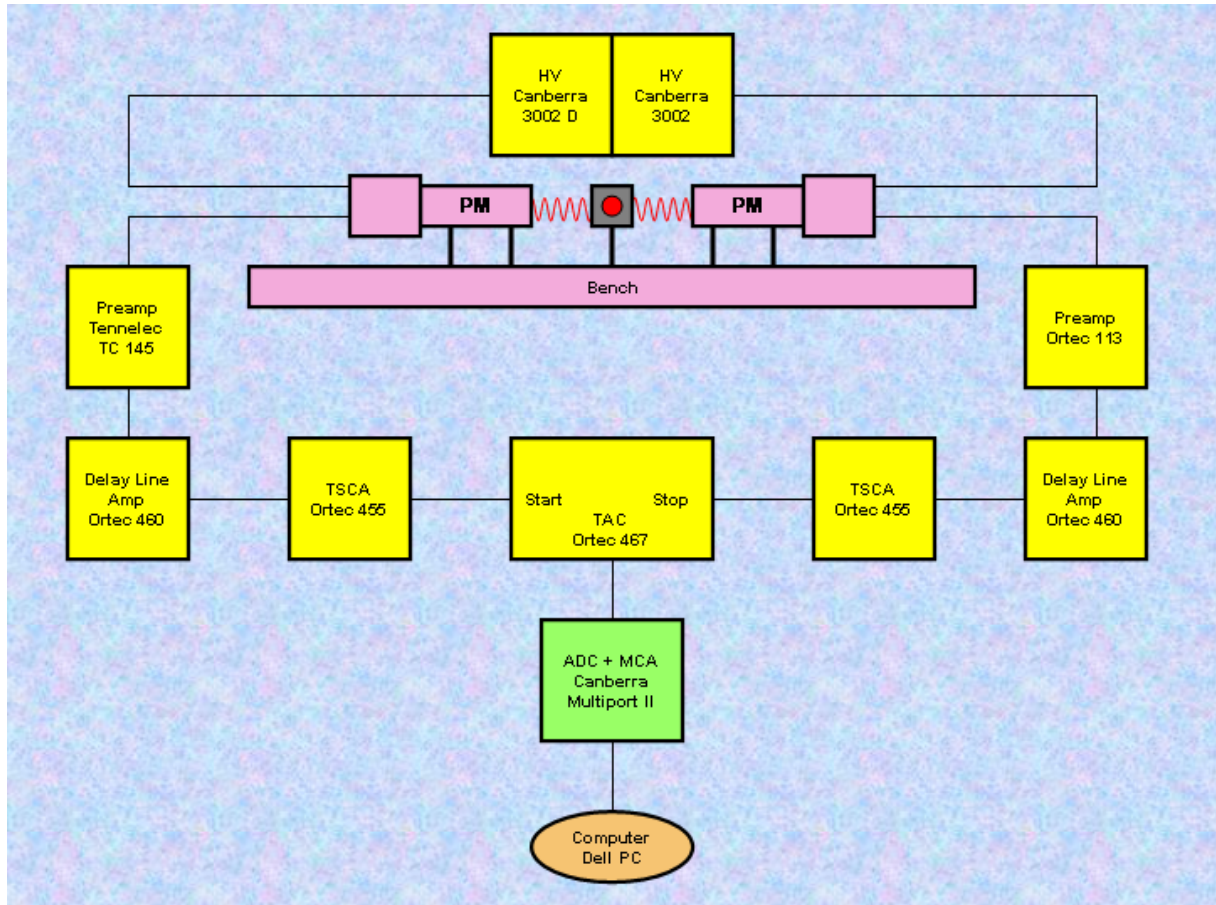 HV
Canberra
3002 D
HV
Canberra
3002
PM
PM
Bench
Preamp
Tennelec
TC 145
Preamp
Ortec 113
Delay Line
Amp
Ortec 460
TSCA
Ortec 455
Start
Stop
TAC
Ortec 467
TSCA
Ortec 455
Delay Line
Amp
Ortec 460
ADC + MCA
Canberra
Multiport II
Computer
Dell PC